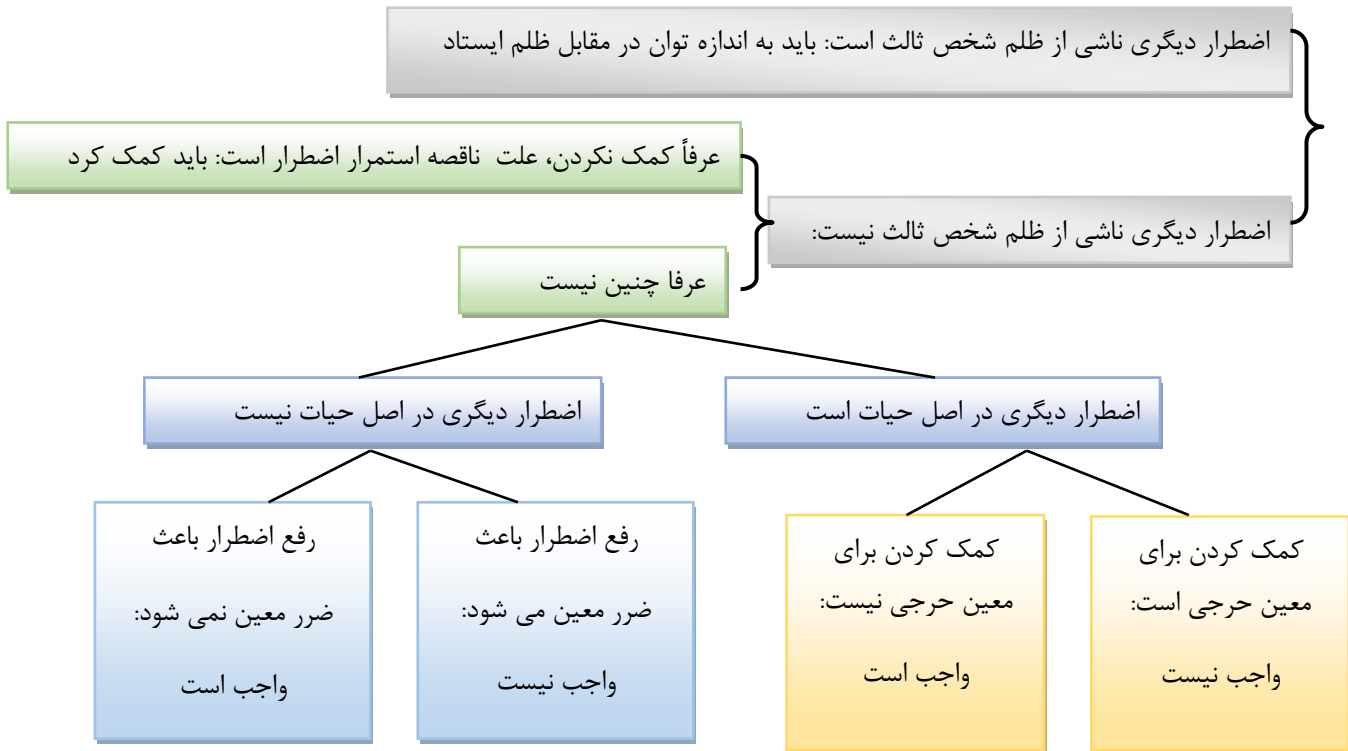 اضطرار دیگری ناشی از ظلم شخص ثالث است: باید به اندازه توان در مقابل ظلم ایستاد
عرفاً کمک نکردن، علت ناقصه استمرار اضطرار است: باید کمک کرد
اضطرار دیگری ناشی از ظلم شخص ثالث نیست:
عرفا چنین نیست
اضطرار دیگری در اصل حیات است
اضطرار دیگری در اصل حیات نیست
کمک کردن برای
معین حرجی است:
واجب نیست
کمک کردن برای
معین حرجی نیست:
واجب است
رفع اضطرار باعث
ضرر معین می شود:
واجب نیست
رفع اضطرار باعث
ضرر معین نمی شود:
واجب است